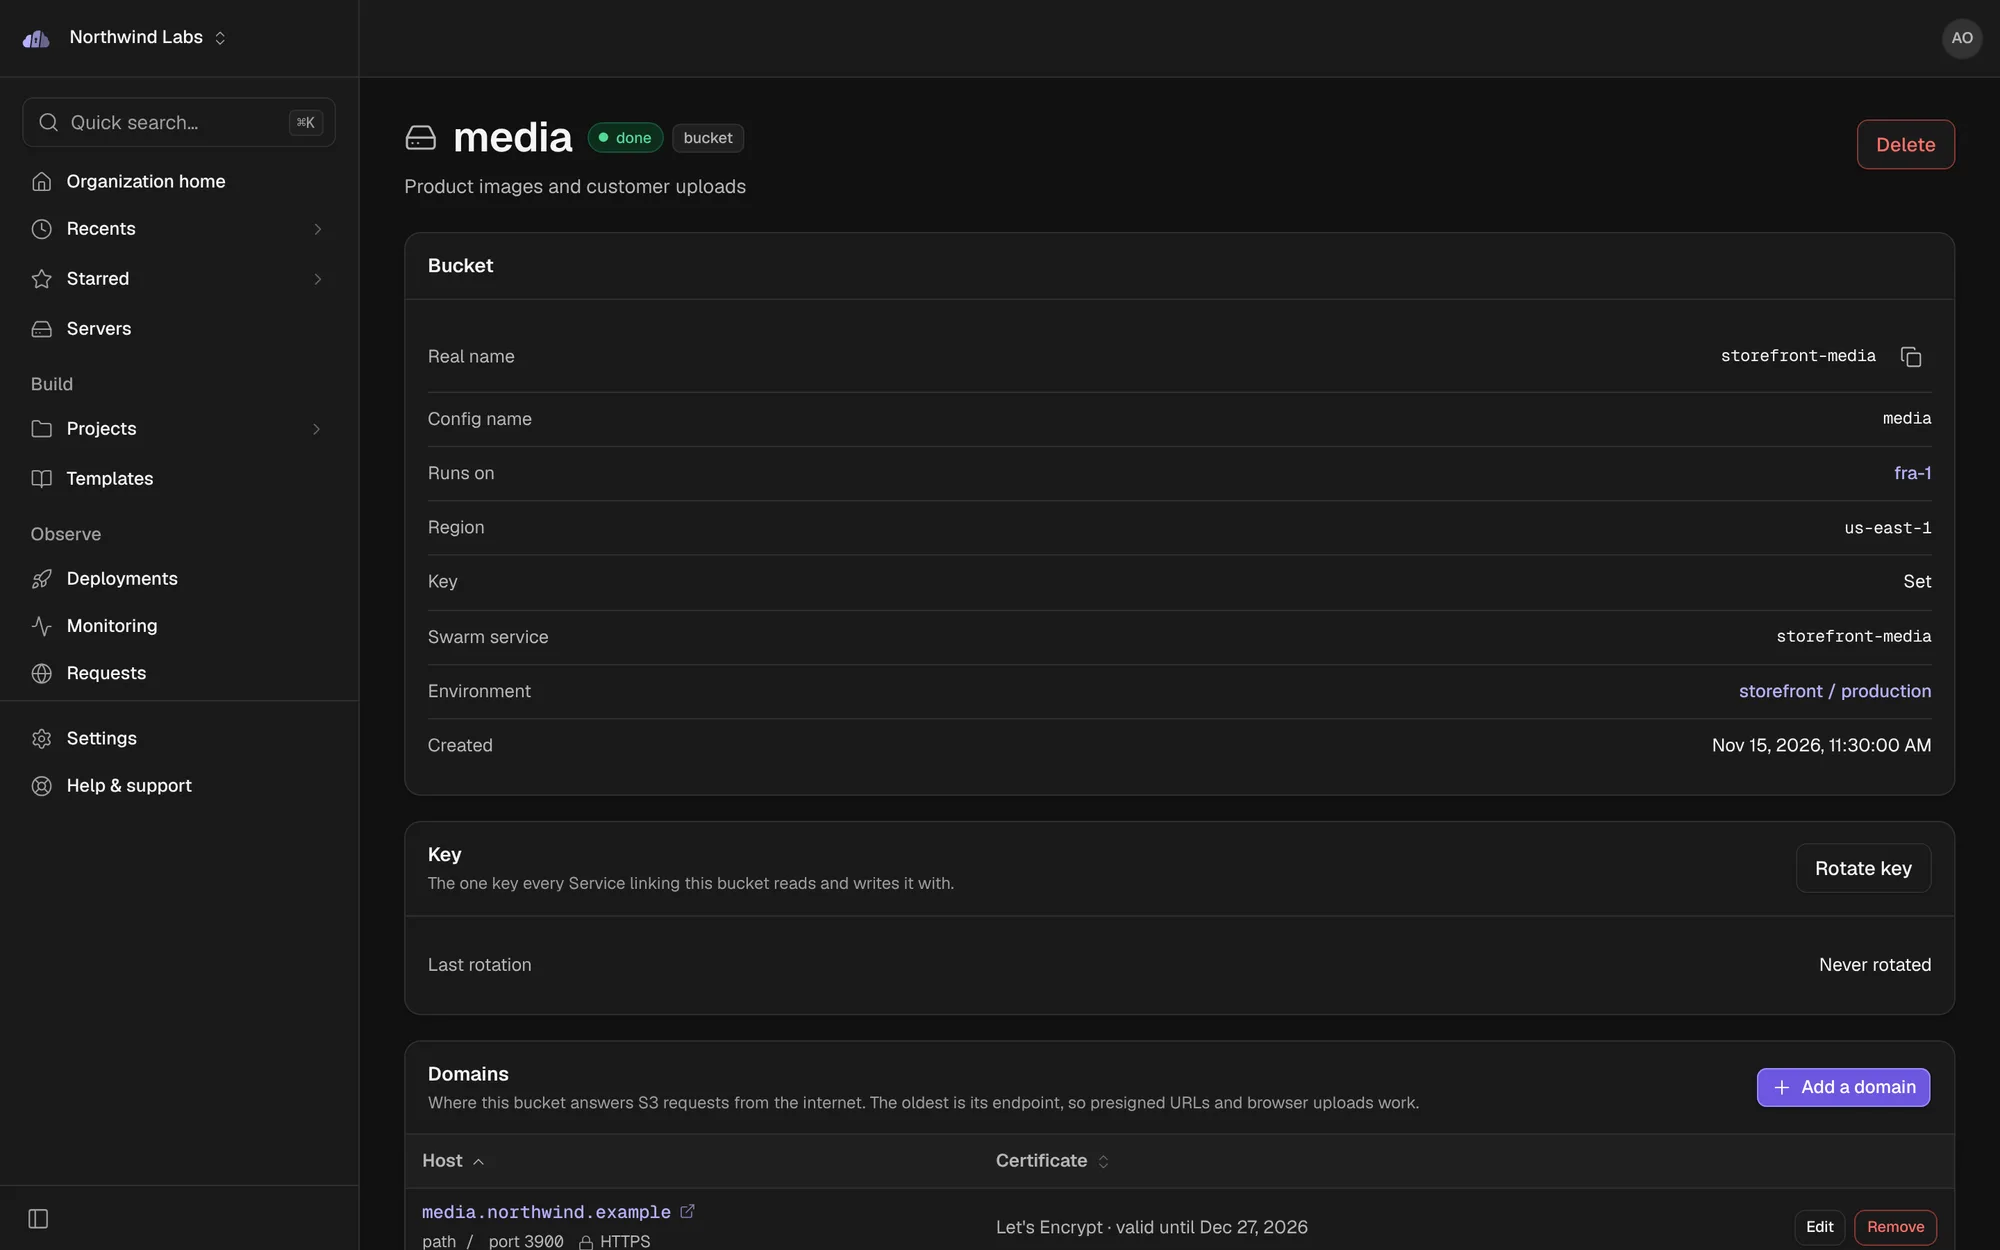 Northwind Labs
AO
Quick search...
⌘K
Organization home
Recents
Starred
Servers
Build
Projects
Templates
Observe
Deployments
Monitoring
Requests
Settings
Help & support
media
done
bucket
Delete
Product images and customer uploads
Bucket
Real name storefront-media
Config name media
Runs on fra-1
Region us-east-1
Key Set
Swarm service storefront-media
Environment storefront / production
Created Nov 15, 2026, 11:30:00 AM
Key
The one key every Service linking this bucket reads and writes it with.
Rotate key
Last rotation Never rotated
Domains
Where this bucket answers S3 requests from the internet. The oldest is its endpoint, so presigned URLs and browser uploads work.
Add a domain
Host Certificate
media.northwind.example
path / port 3900 HTTPS
Let's Encrypt · valid until Dec 27, 2026
Edit Remove